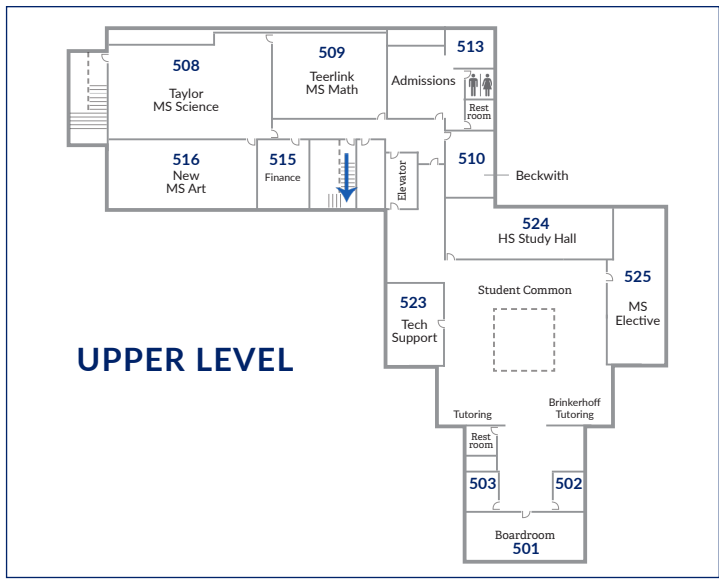 508
Taylor
MS Science
509
Teerlink
MS Math
513
Admissions
Rest
room
516
New
MS Art
515
Finance
Elevator
510
Beckwith
524
HS Study Hall
525
MS
Elective
Student Common
523
Tech
Support
UPPER LEVEL
Tutoring
Brinkerhoff
Tutoring
Rest
room
503
502
Boardroom
501